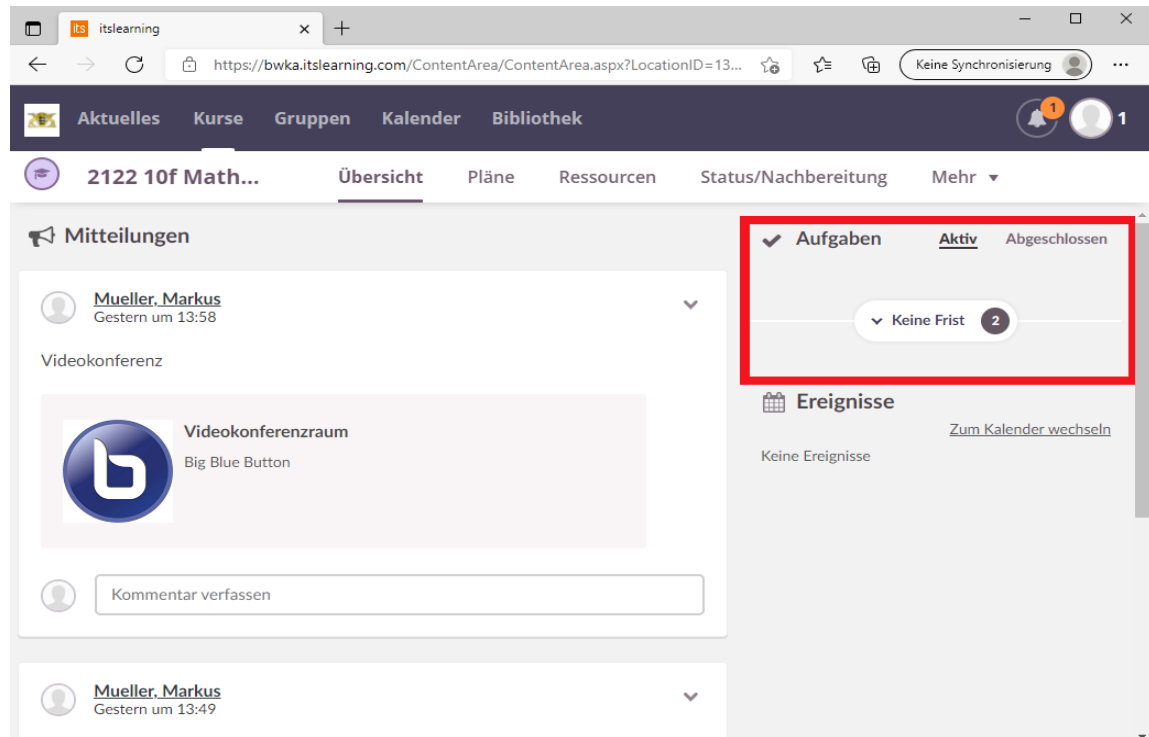 its itslearning
https://bwka.itslearning.com/ContentArea/ContentArea.aspx?LocationID=13... Keine Synchronisierung
Aktuelles Kurse Gruppen Kalender Bibliothek 1 1
2122 10f Math... Übersicht Pläne Ressourcen Status/Nachbereitung Mehr
Mitteilungen
Mueller, Markus
Gestern um 13:58
Videokonferenz
Videokonferenzraum
Big Blue Button
Kommentar verfassen
Mueller, Markus
Gestern um 13:49
Aufgaben Aktiv Abgeschlossen
Keine Frist 2
Ereignisse
Zum Kalender wechseln
Keine Ereignisse